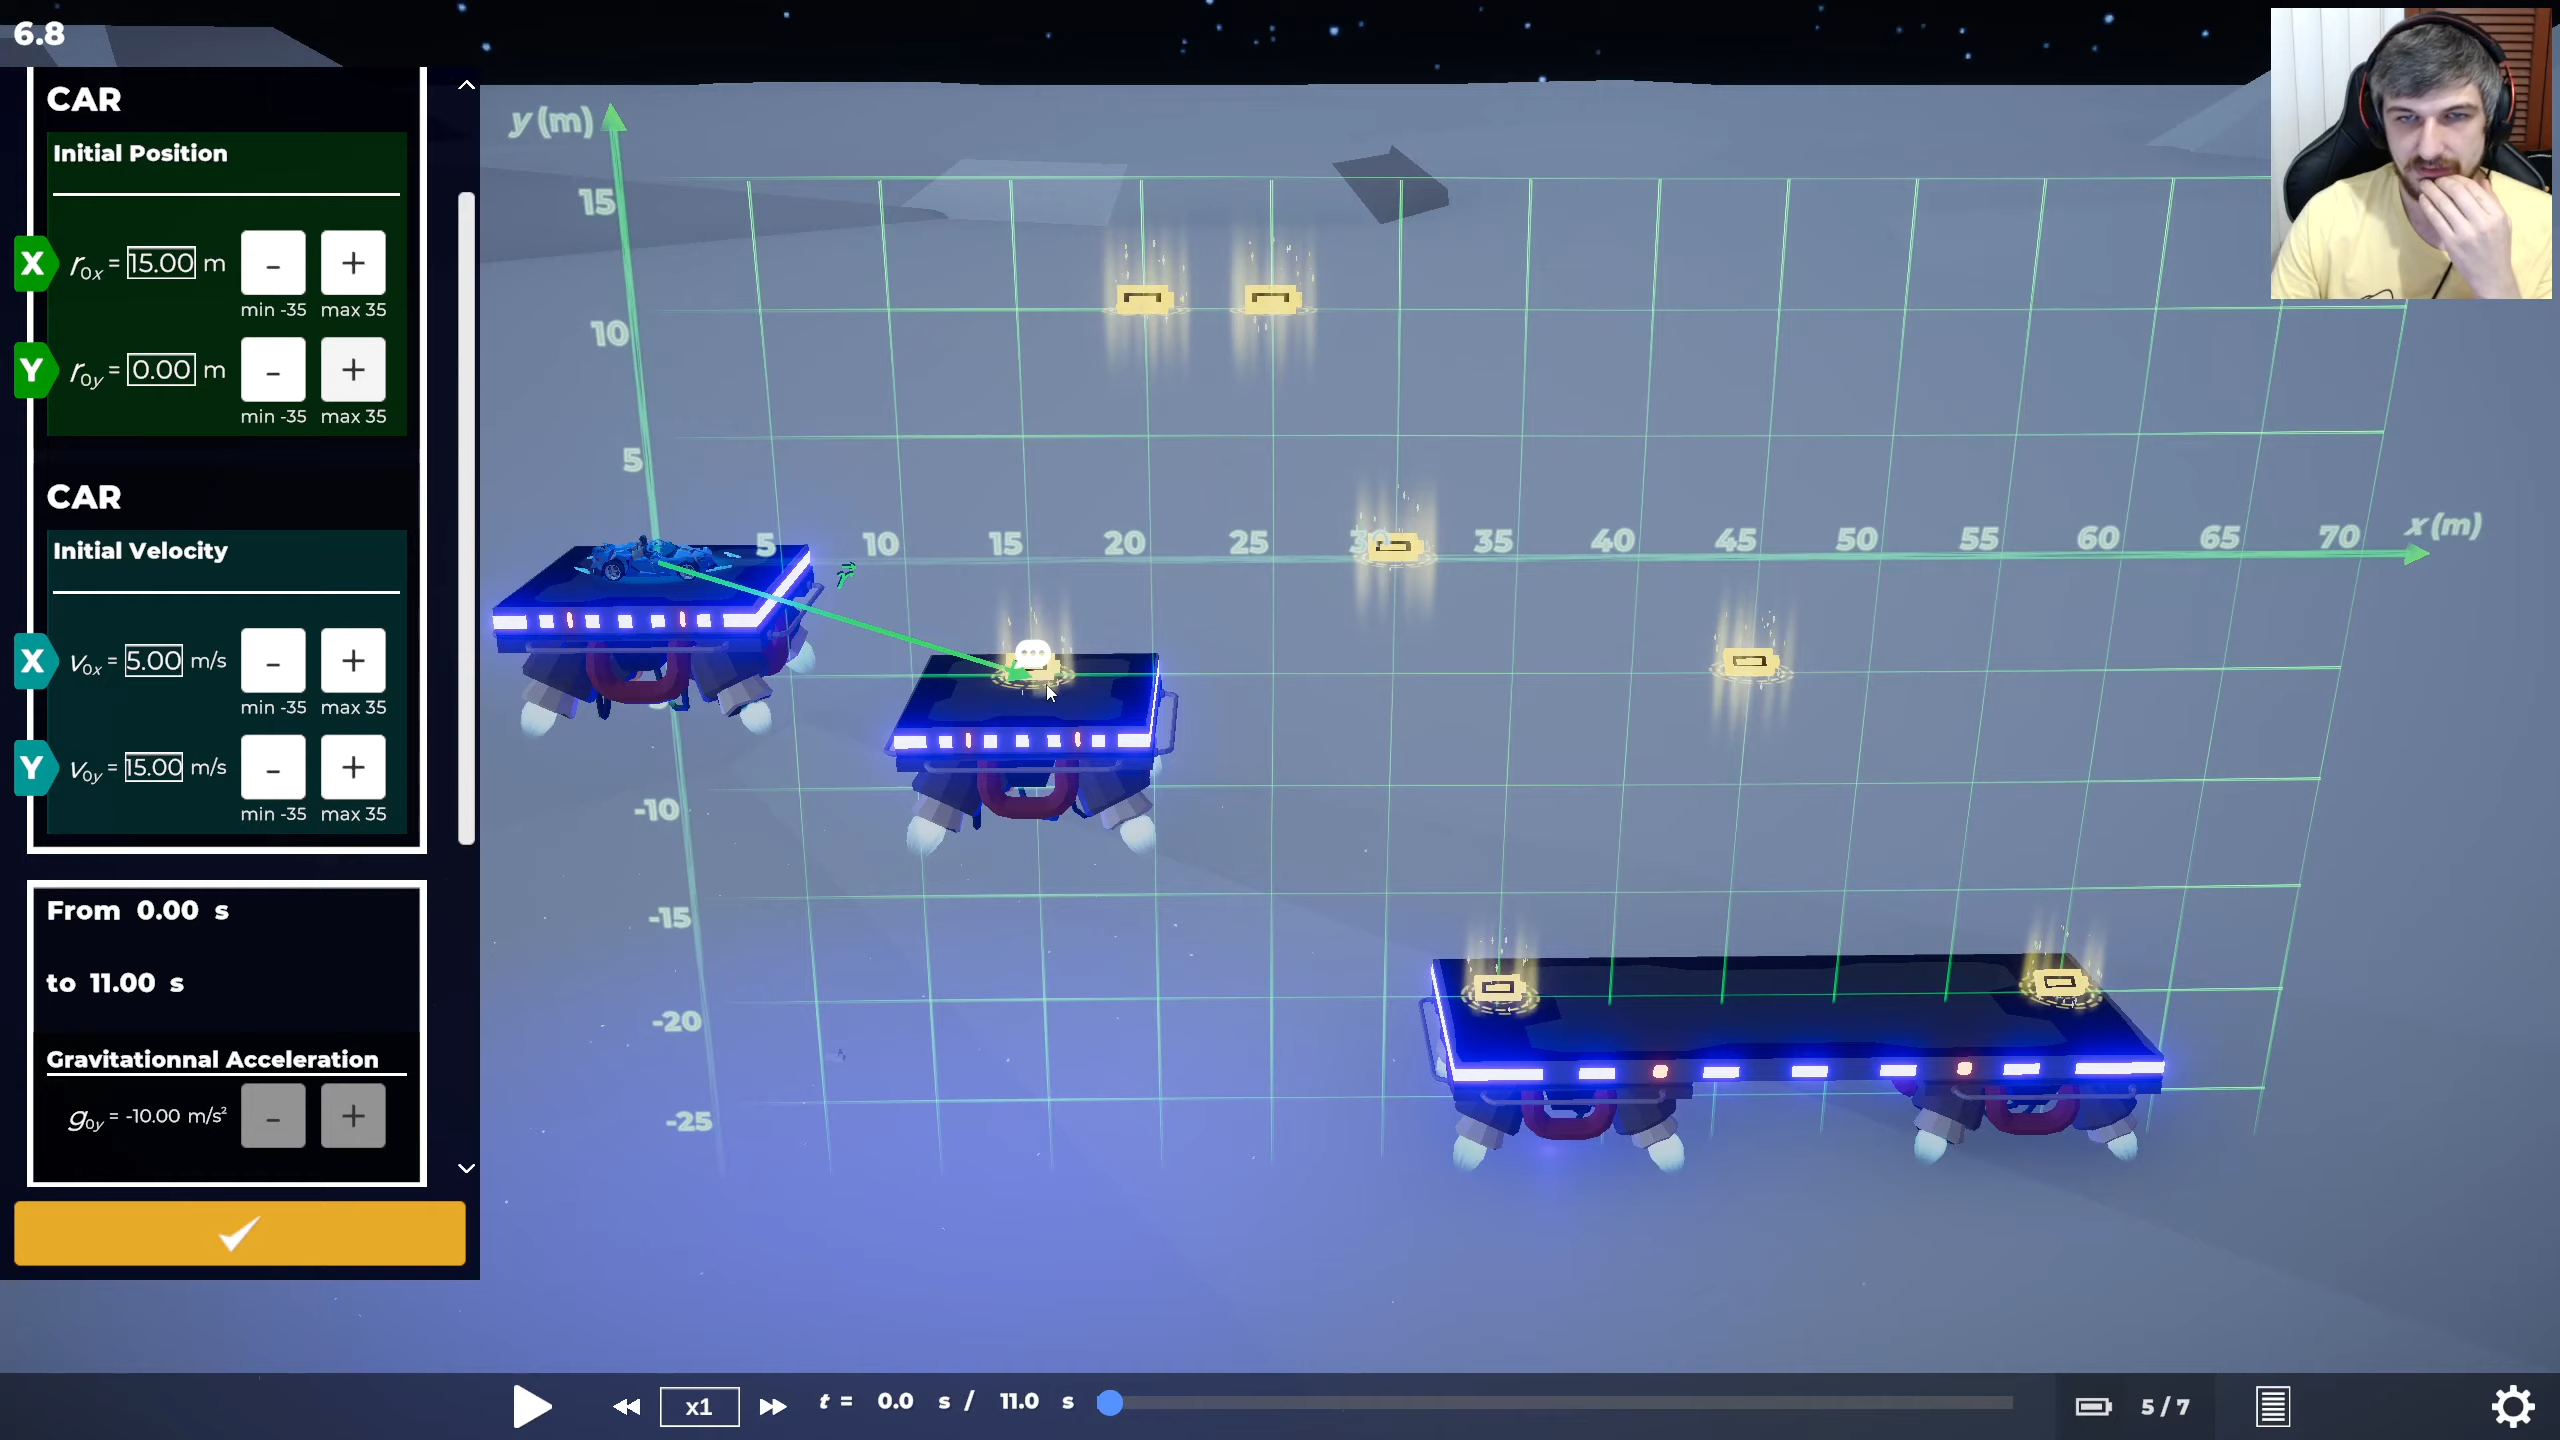 6.8
CAR
Initial Position
X r0x = 15.00 m - +
min -35 max 35
Y r0y = 0.00 m - +
min -35 max 35
CAR
Initial Velocity
X v0x = 5.00 m/s - +
min -35 max 35
Y v0y = 15.00 m/s - +
min -35 max 35
From 0.00 s
to 11.00 s
Gravitationnal Acceleration
g0y = -10.00 m/s² - +
y (m)
15
10
5
5 10 15 20 25 30 35 40 45 50 55 60 65 70 x (m)
-10
-15
-20
-25
x1 t = 0.0 s / 11.0 s 5 / 7